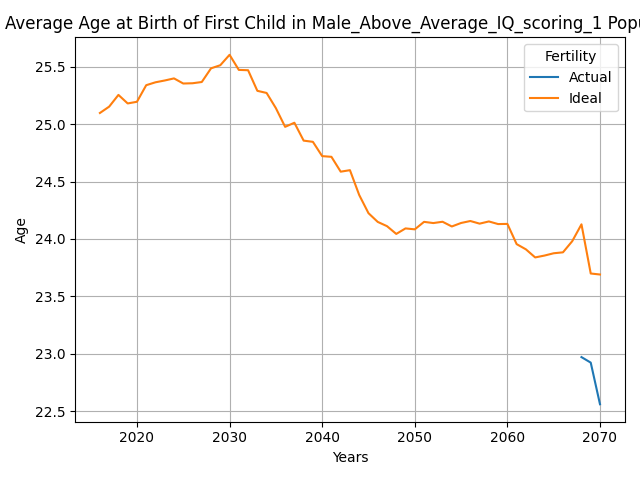 Average Age at Birth of First Child in Male_Above_Average_IQ_scoring_1
Fertility
Actual
Ideal
25.5
25.0
24.5
24.0
23.5
23.0
22.5
Age
2020 2030 2040 2050 2060 2070
Years